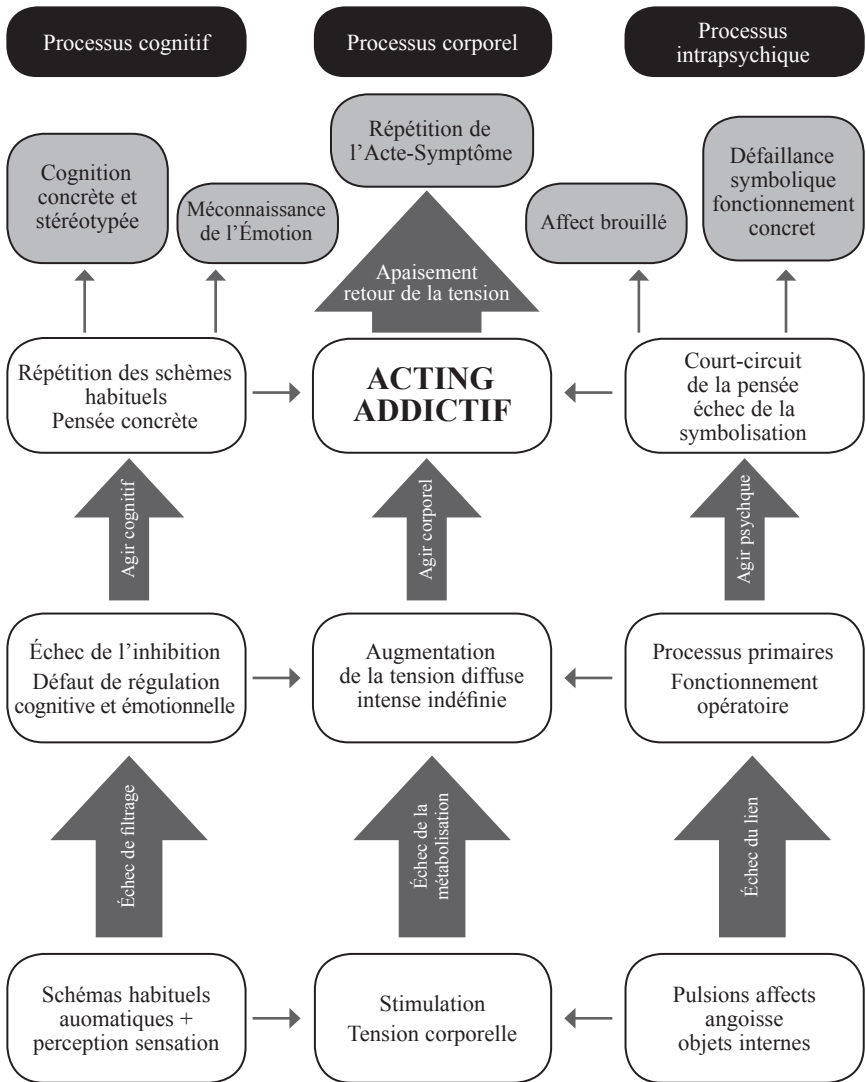 Processus cognitif
Processus corporel
Processus
intrapsychique
Cognition
concrète et
stéréotypée
Méconnaissance
de l’Émotion
Répétition de
l’Acte-Symptôme
Affect brouillé
Défaillance
symbolique
fonctionnement
concret
Apaisement
retour de la tension
Répétition des schèmes
habituels
Pensée concrète
ACTING
ADDICTIF
Court-circuit
de la pensée
échec de la
symbolisation
Agir cognitif
Agir corporel
Agir psychque
Échec de l’inhibition
Défaut de régulation
cognitive et émotionnelle
Augmentation
de la tension diffuse
intense indéfinie
Processus primaires
Fonctionnement
opératoire
Échec de filtrage
Échec de la
métabolisation
Échec du lien
Schémas habituels
auomatiques +
perception sensation
Stimulation
Tension corporelle
Pulsions affects
angoisse
objets internes